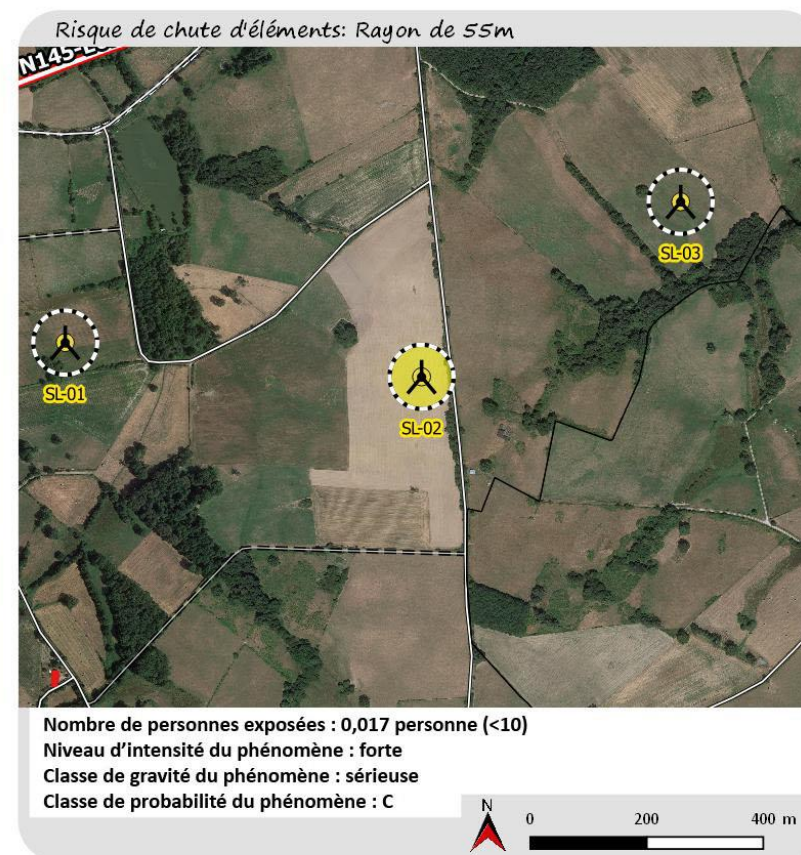 Risque de chute d'éléments: Rayon de 55m
SL-03
SL-01
SL-02
Nombre de personnes exposées : 0,017 personne (<10)
Niveau d'intensité du phénomène : forte
Classe de gravité du phénomène : sérieuse
Classe de probabilité du phénomène : C
N
0 200 400 m